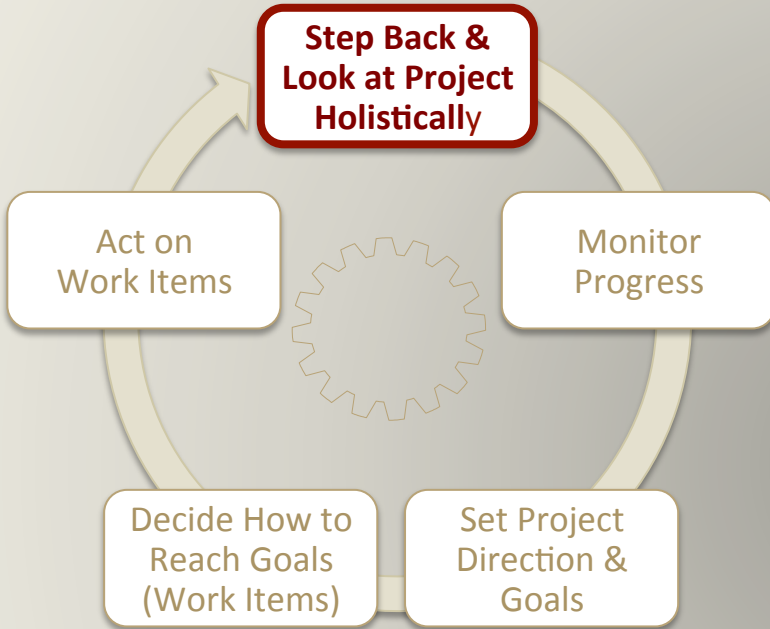 Step Back &
Look at Project
Holistically
Monitor
Progress
Set Project
Direction &
Goals
Decide How to
Reach Goals
(Work Items)
Act on
Work Items